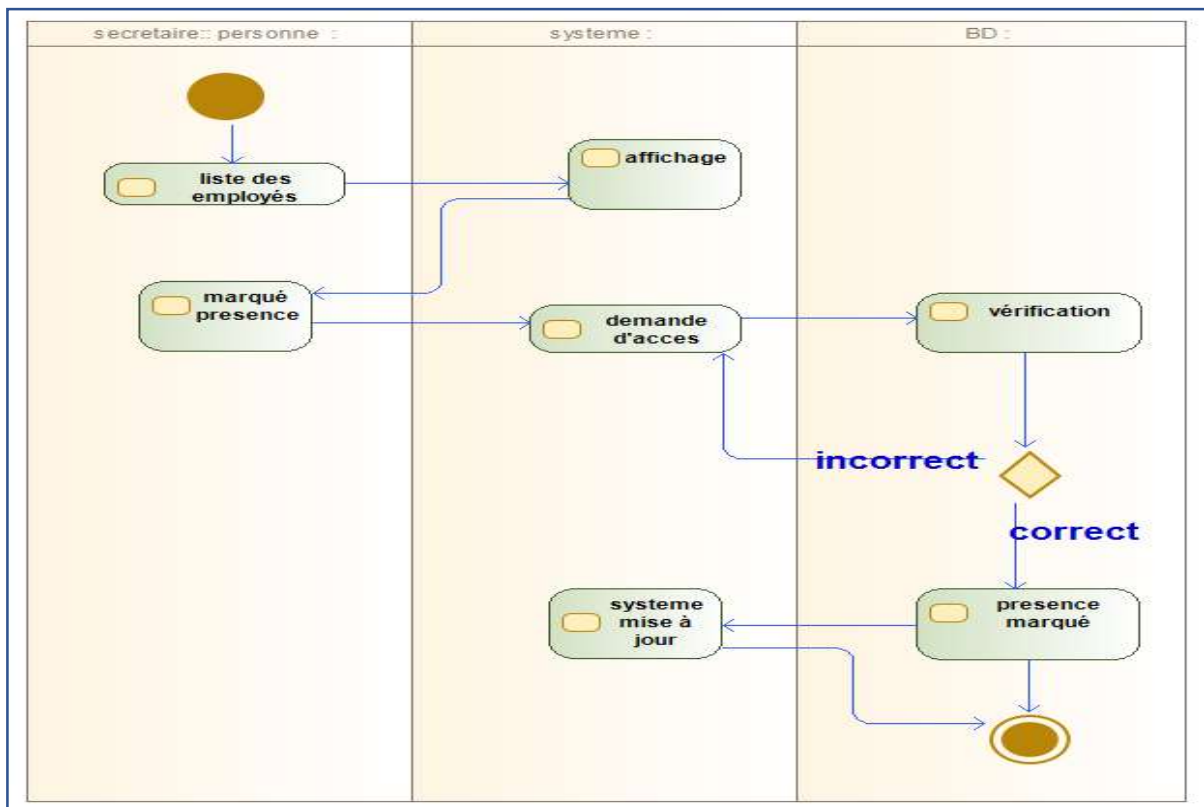 secretaire:: personne :
systeme :
BD :
affichage
liste des
employés
marqué
presence
demande
d'acces
vérification
incorrect
correct
systeme
mise à
jour
presence
marqué